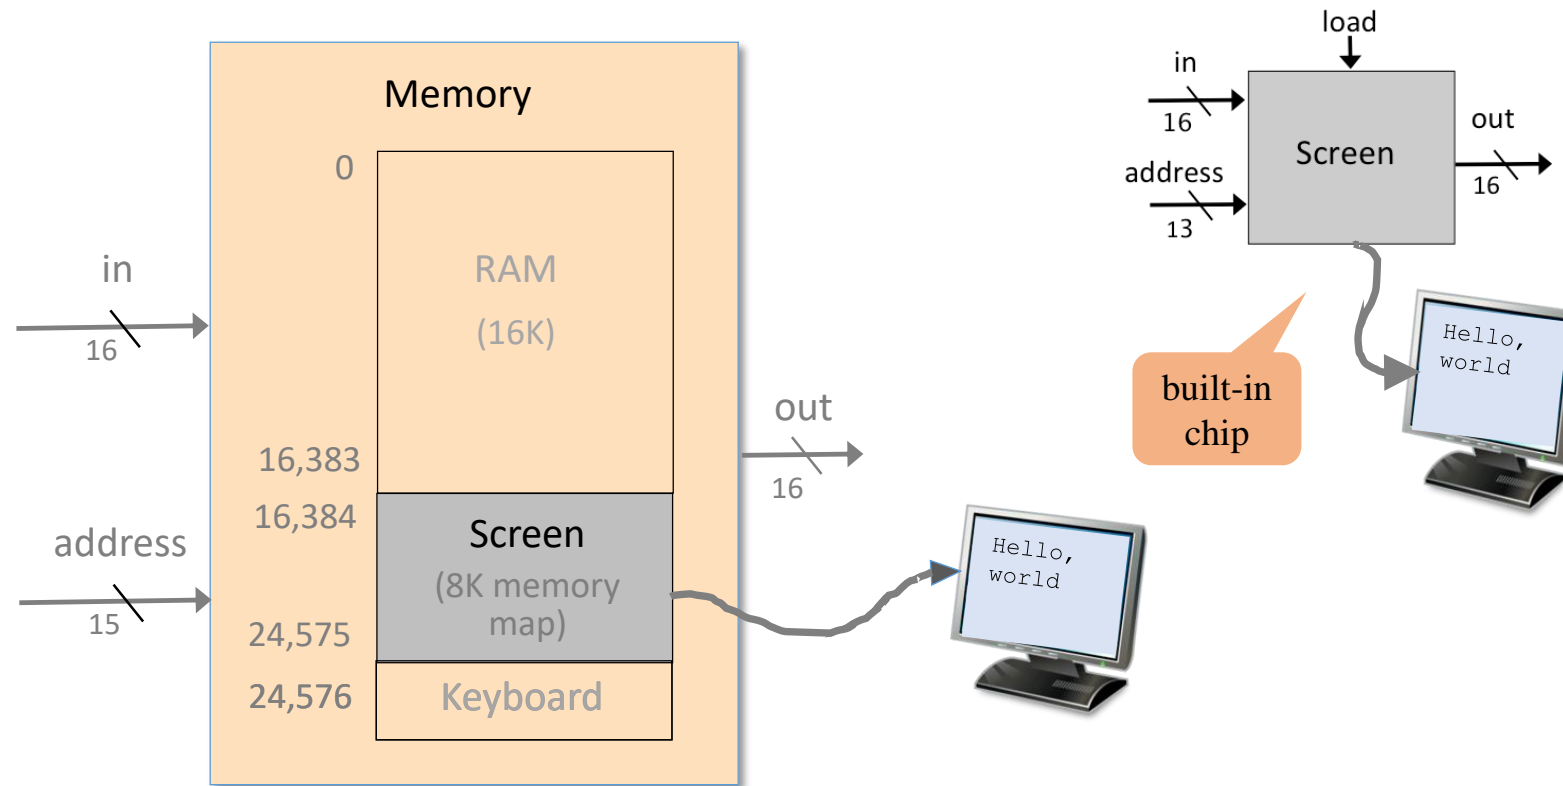 Memory
0
RAM
(16K)
16,383
16,384
Screen
(8K memory
map)
24,575
24,576
Keyboard
in
16
address
15
out
16
Hello,
world
load
in
16
address
13
Screen
out
16
built-in
chip
Hello,
world